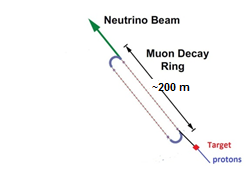 Neutrino Beam
Muon Decay
Ring
~200 m
Target
protons